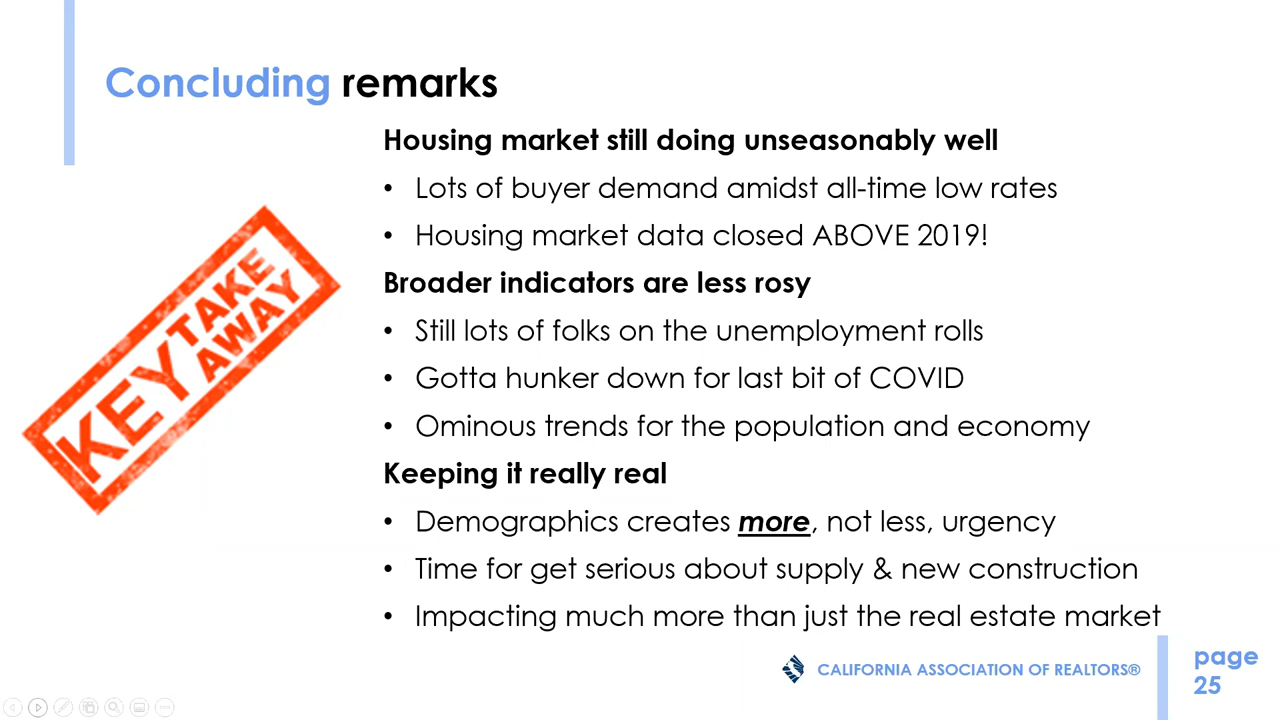 Concluding remarks
Housing market still doing unseasonably well
• Lots of buyer demand amidst all-time low rates
• Housing market data closed ABOVE 2019!
Broader indicators are less rosy
• Still lots of folks on the unemployment rolls
• Gotta hunker down for last bit of COVID
• Ominous trends for the population and economy
Keeping it really real
• Demographics creates more, not less, urgency
• Time for get serious about supply & new construction
• Impacting much more than just the real estate market
KEY TAKE AWAY
CALIFORNIA ASSOCIATION OF REALTORS®
page
25